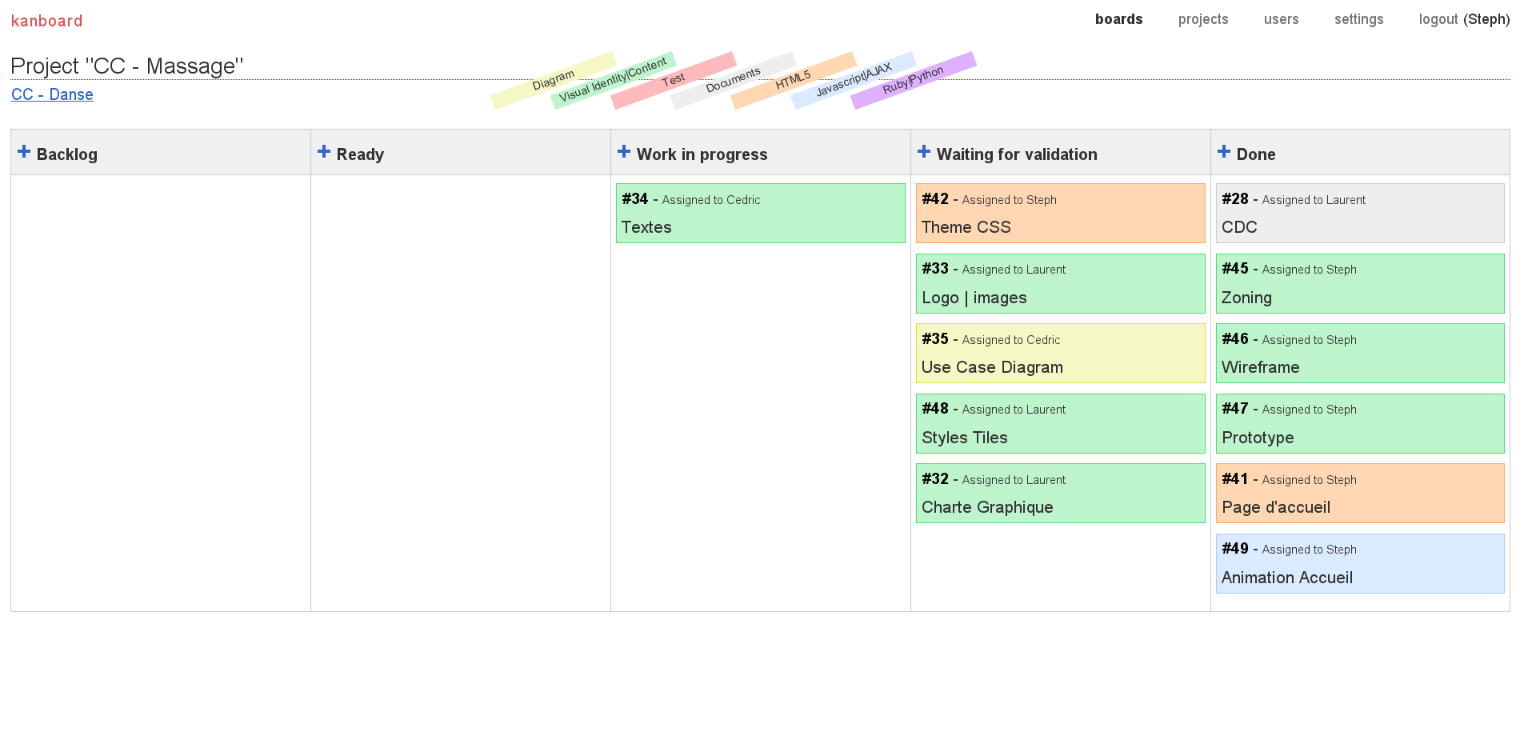 kanboard
boards projects users settings logout (Steph)
Project "CC - Massage"
Diagram
Visual Identity|Content
Test
Documents
HTML5
Javascript/AJAX
Ruby|Python
CC - Danse
+ Backlog
+ Ready
+ Work in progress
+ Waiting for validation
+ Done
#34 - Assigned to Cedric
Textes
#42 - Assigned to Steph
Theme CSS
#33 - Assigned to Laurent
Logo | images
#35 - Assigned to Cedric
Use Case Diagram
#48 - Assigned to Laurent
Styles Tiles
#32 - Assigned to Laurent
Charte Graphique
#28 - Assigned to Laurent
CDC
#45 - Assigned to Steph
Zoning
#46 - Assigned to Steph
Wireframe
#47 - Assigned to Steph
Prototype
#41 - Assigned to Steph
Page d'accueil
#49 - Assigned to Steph
Animation Accueil